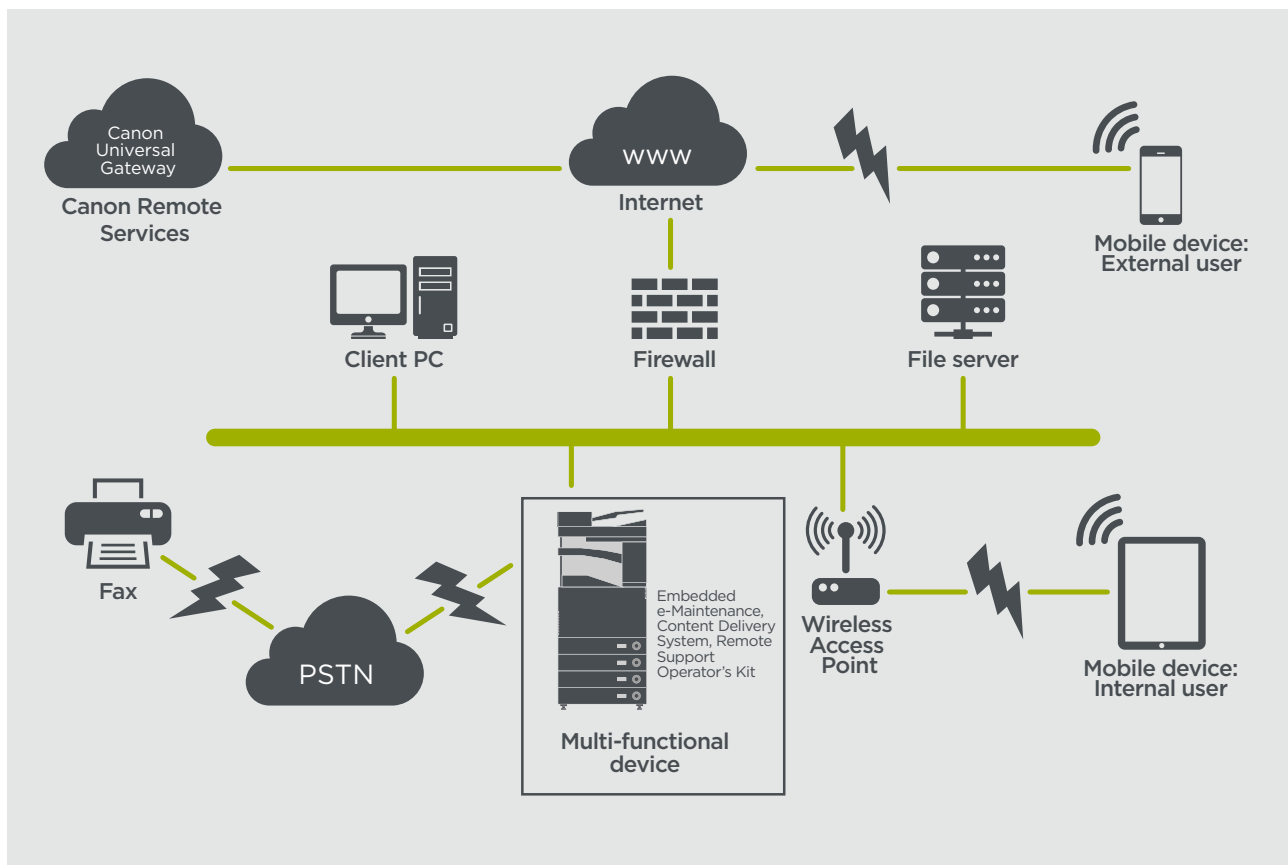 Canon
Universal
Gateway
Canon Remote
Services
www
Internet
Mobile device:
External user
Client PC
Firewall
File server
Fax
PSTN
Embedded
e-Maintenance,
Content Delivery
System, Remote
Support
Operator's Kit
Multi-functional
device
Wireless
Access
Point
Mobile device:
Internal user